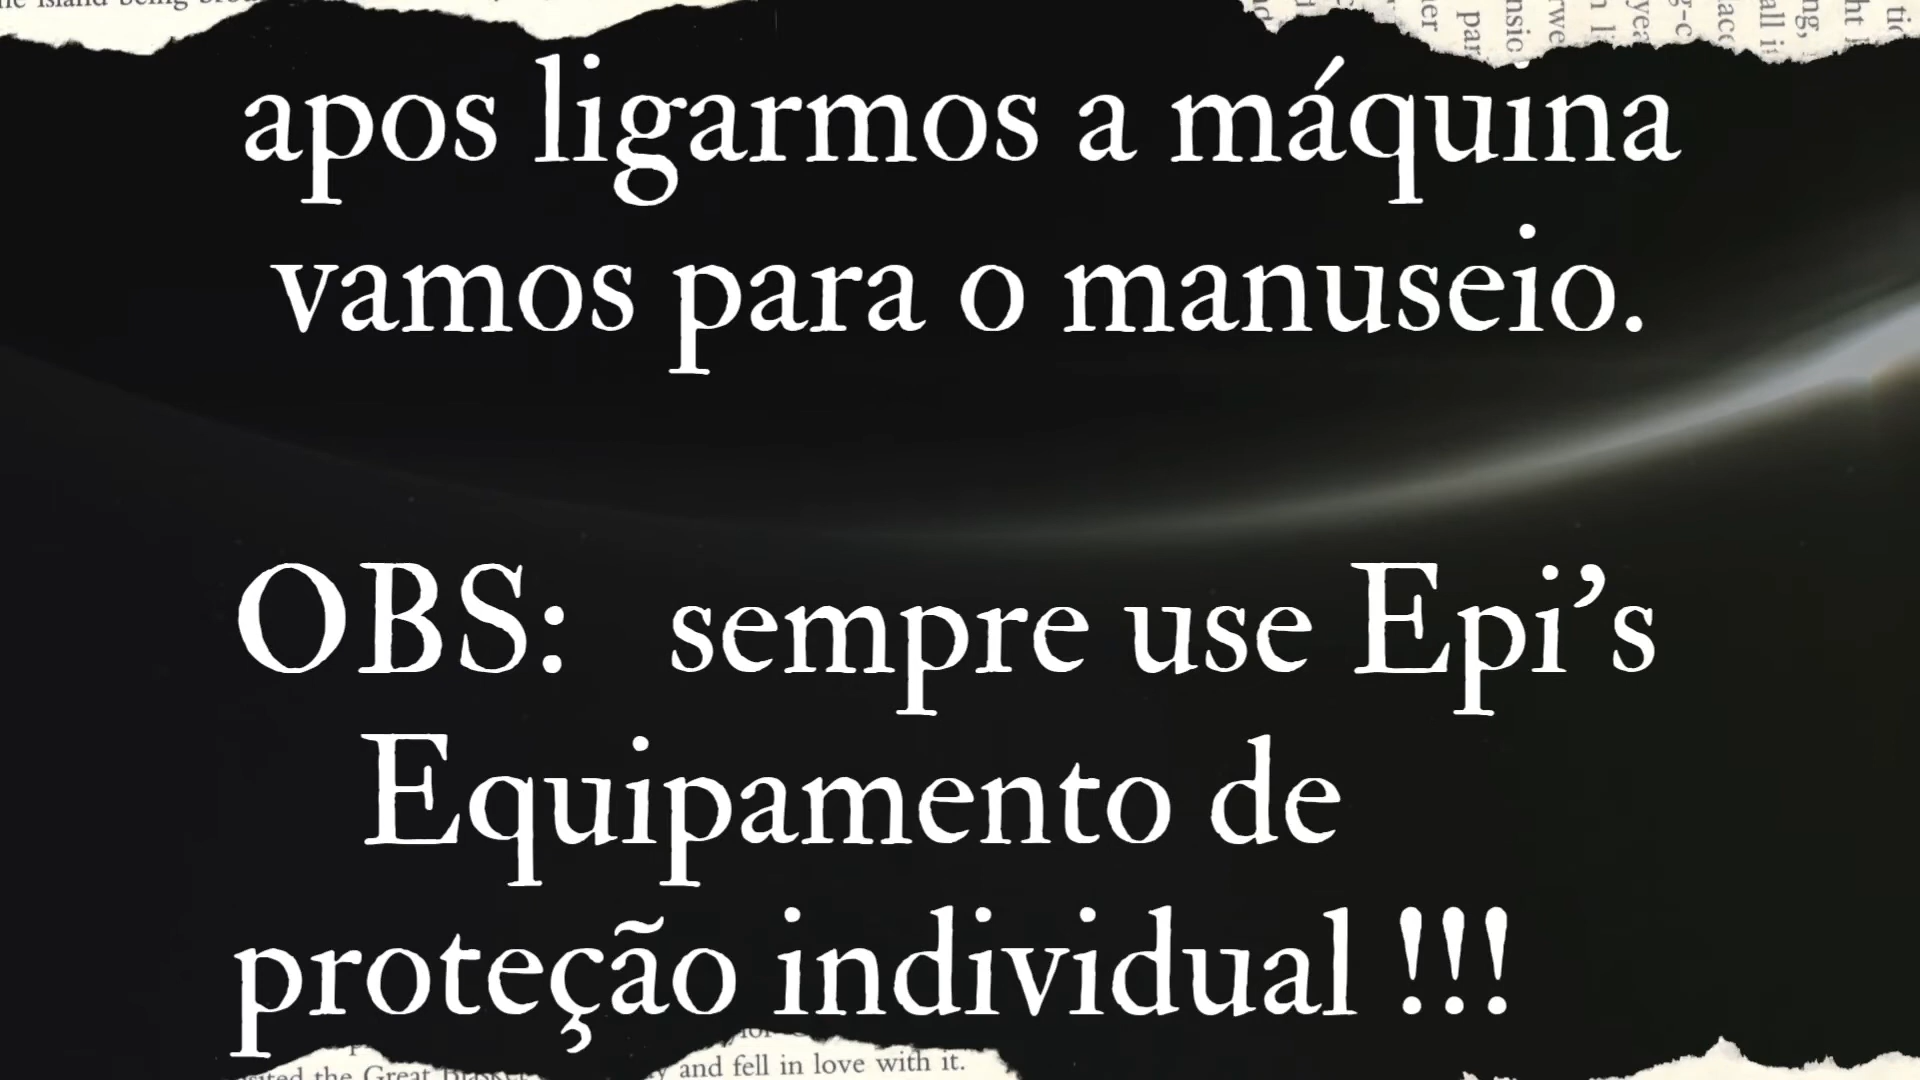 apos ligarmos a máquina
vamos para o manuseio.
OBS: sempre use Epi’s
Equipamento de
proteção individual !!!
and fell in love with it.